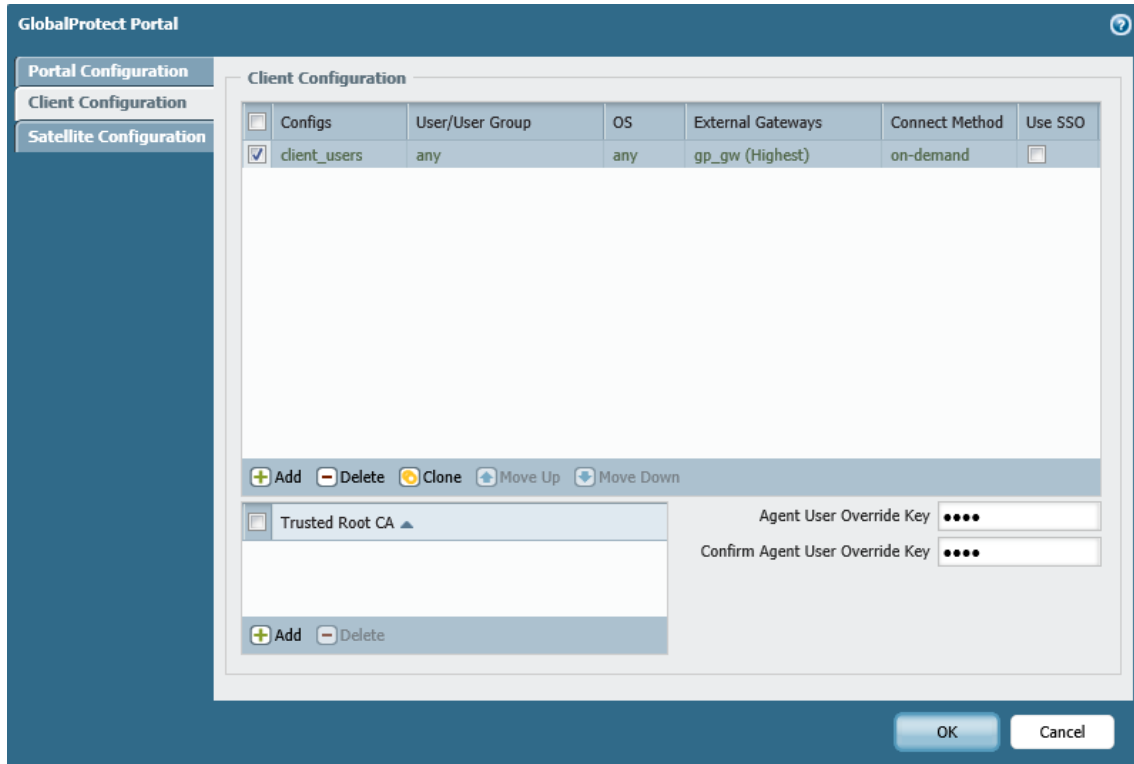 GlobalProtect Portal
Portal Configuration
Client Configuration
Satellite Configuration
Client Configuration
Configs User/User Group OS External Gateways Connect Method Use SSO
client_users any any gp_gw (Highest) on-demand
Add Delete Clone Move Up Move Down
Trusted Root CA
Agent User Override Key ••••
Confirm Agent User Override Key ••••
Add Delete
OK Cancel